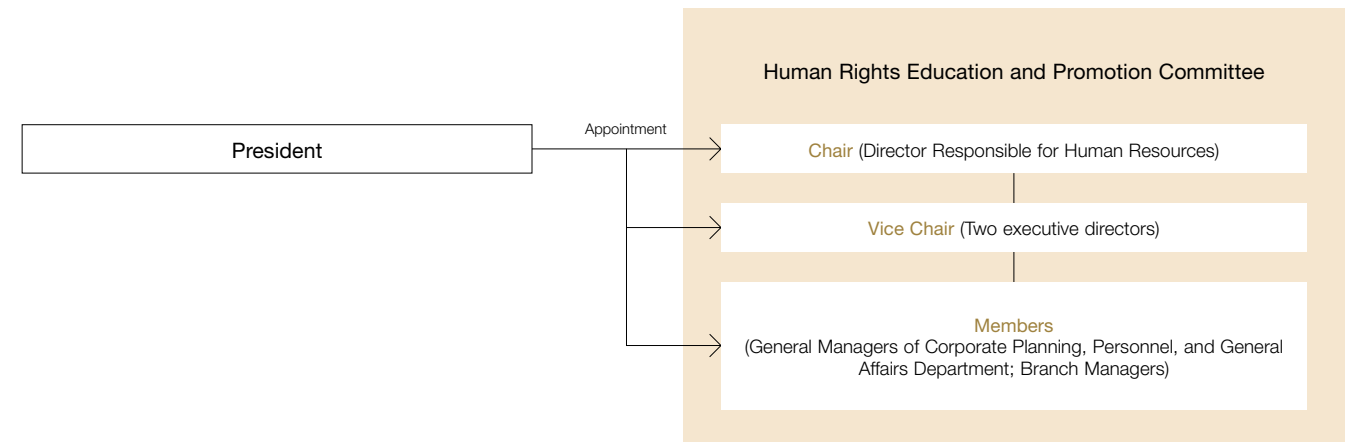 Human Rights Education and Promotion Committee
President
Appointment
Chair (Director Responsible for Human Resources)
Vice Chair (Two executive directors)
Members
(General Managers of Corporate Planning, Personnel, and General
Affairs Department; Branch Managers)